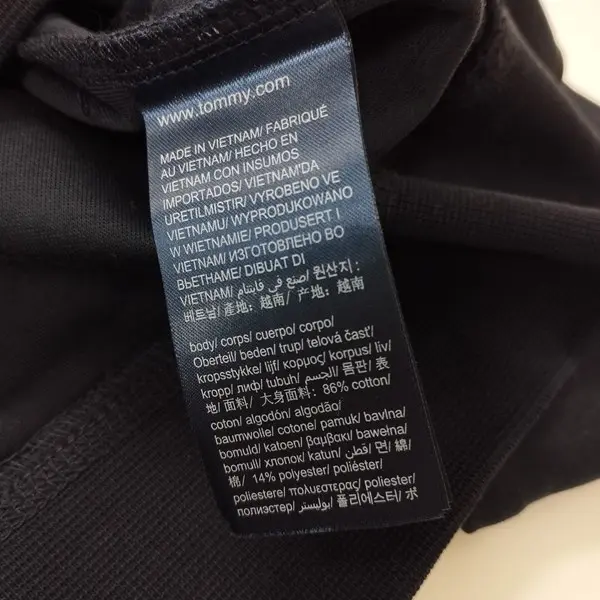 www.tommy.com
MADE IN VIETNAM/ FABRIQUÉ
AU VIETNAM/ HECHO EN
VIETNAM CON INSUMOS
IMPORTADOS/ VIETNAM'DA
URETILMISTIR/ VYROBENO VE
VIETNAMU/ WYPRODUKOWANO
W WIETNAMIE/ PRODUSERT I
VIETNAM/ ИЗГОТОВЛЕНО ВО
ВЬЕТНАМЕ/ DIBUAT DI
VIETNAM/ صنع في فايتنام/ 원산지 :
베트남/ 產地: 越南/ 产地: 越南
body/ corps/ cuerpo/ corpo/
Oberteil/ beden/ trup/ telová časť/
kropsstykke/ lijf/ κορμος/ korpus/ liv/
kropp/ лиф/ tubuh/ الجسم/ 몸판/ 表
地/ 面料/ 大身面料: 86% cotton/
coton/ algodón/ algodão/
baumwolle/ cotone/ pamuk/ bavlna/
bomuld/ katoen/ βαμβακι/ bawełna/
bomull/ хлопок/ katun/ قطن/ 면/ 綿/
棉/ 14% polyester/ poliéster/
poliestere/ πολυεστερας/ poliester/
полиэстер/ بوليستر/ 폴리에스터/ ポ